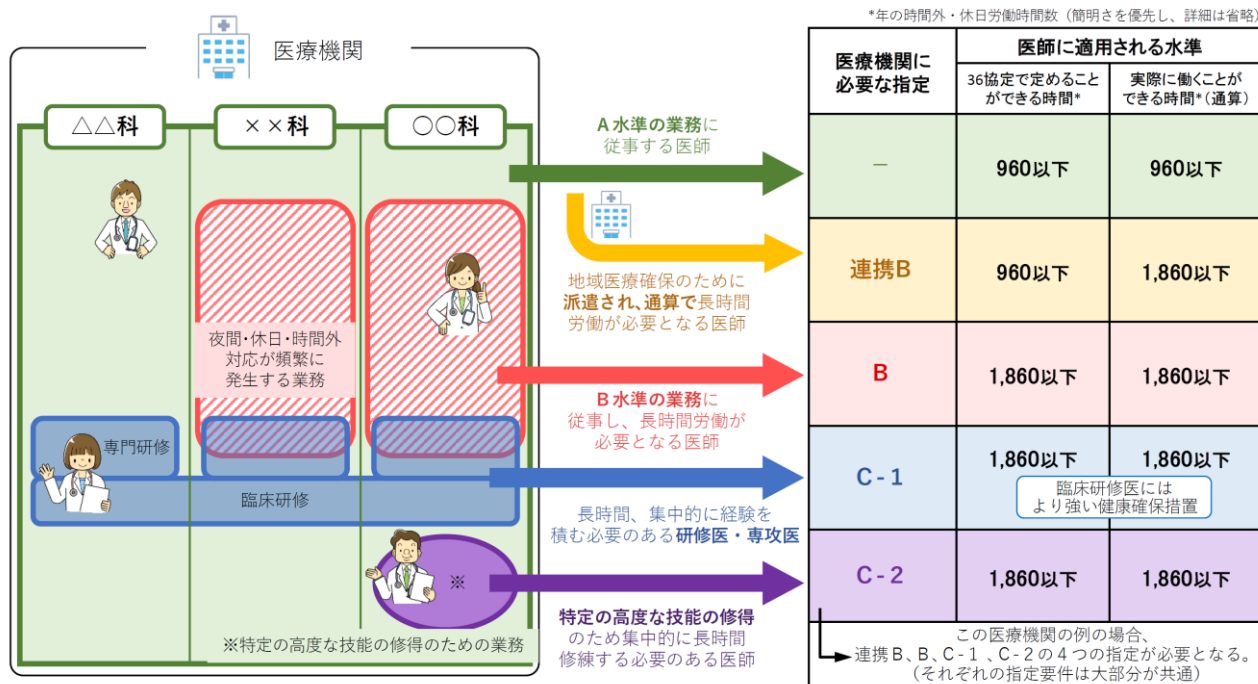 *年の時間外・休日労働時間数（簡明さを優先し、詳細は省略）
医療機関
△△科
××科
○○科
夜間・休日・時間外
対応が頻繁に
発生する業務
専門研修
臨床研修
※
※特定の高度な技能の修得のための業務
A水準の業務に
従事する医師
地域医療確保のために
派遣され、通算で長時間
労働が必要となる医師
B水準の業務に
従事し、長時間労働が
必要となる医師
長時間、集中的に経験を
積む必要のある研修医・専攻医
特定の高度な技能の修得
のため集中的に長時間
修練する必要のある医師
医療機関に
必要な指定
医師に適用される水準
36協定で定めること
ができる時間*
実際に働くことが
できる時間*（通算）
－
960以下
960以下
連携B
960以下
1,860以下
B
1,860以下
1,860以下
C-1
1,860以下
1,860以下
臨床研修医には
より強い健康確保措置
C-2
1,860以下
1,860以下
この医療機関の例の場合、
連携B、B、C-1、C-2の4つの指定が必要となる。
（それぞれの指定要件は大部分が共通）